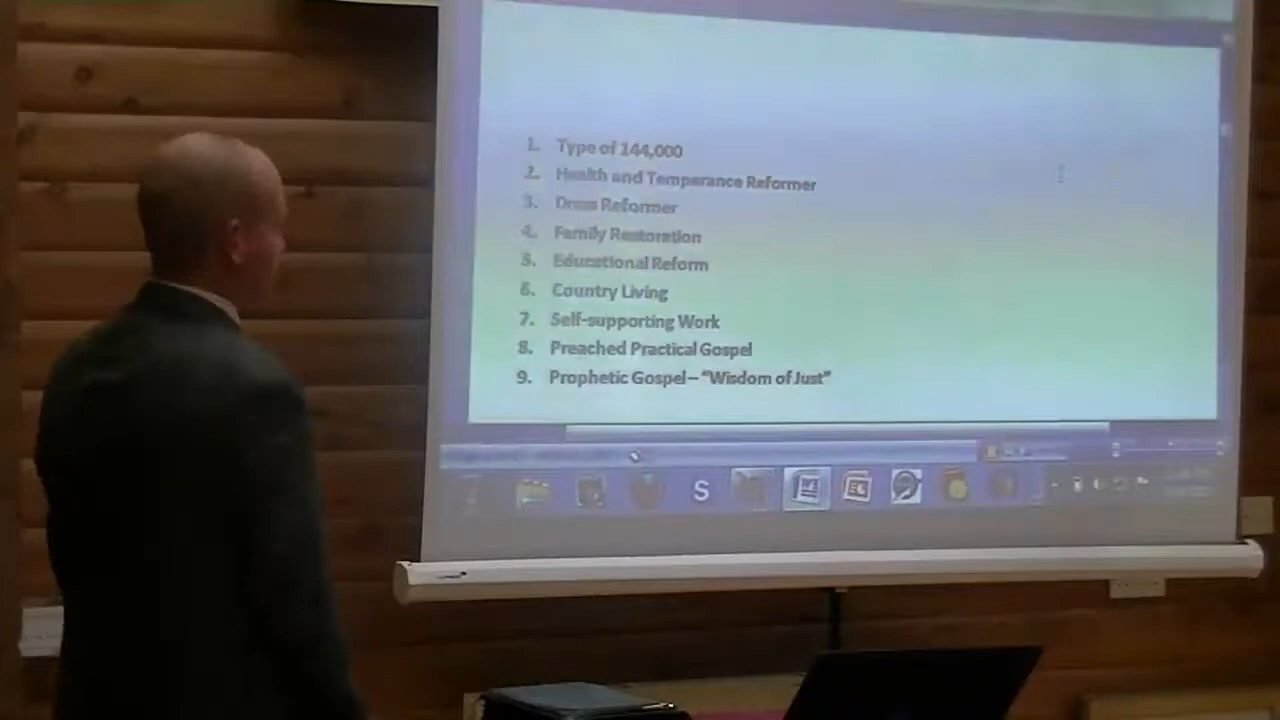 1. Type of 144,000
2. Health and Temperance Reformer
3. Dress Reformer
4. Family Restoration
5. Educational Reform
6. Country Living
7. Self-supporting Work
8. Preached Practical Gospel
9. Prophetic Gospel – "Wisdom of Just"
S